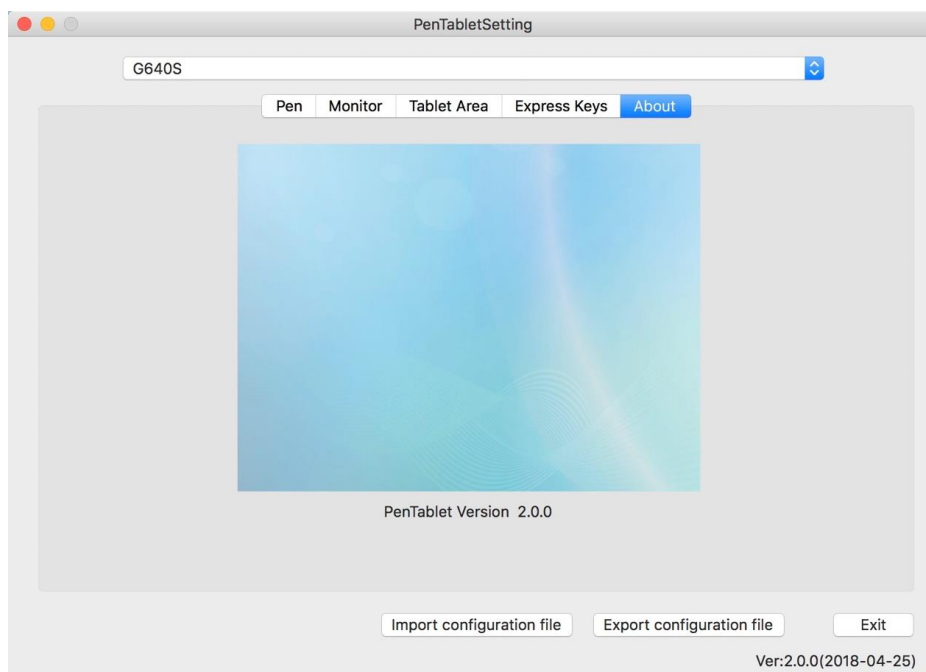 PenTabletSetting
G640S
Pen Monitor Tablet Area Express Keys About
PenTablet Version 2.0.0
Import configuration file Export configuration file Exit
Ver:2.0.0(2018-04-25)